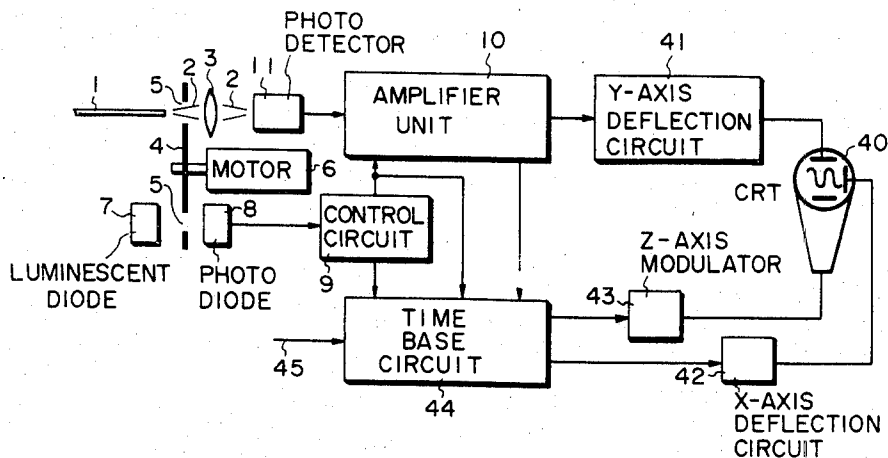 PHOTO
DETECTOR
10
41
1
5
2
3
2
11
AMPLIFIER
UNIT
Y-AXIS
DEFLECTION
CIRCUIT
40
4
MOTOR
6
CRT
7
5
8
CONTROL
CIRCUIT
9
LUMINESCENT
DIODE
PHOTO
DIODE
Z-AXIS
MODULATOR
43
TIME
BASE
CIRCUIT
45
44
42
X-AXIS
DEFLECTION
CIRCUIT